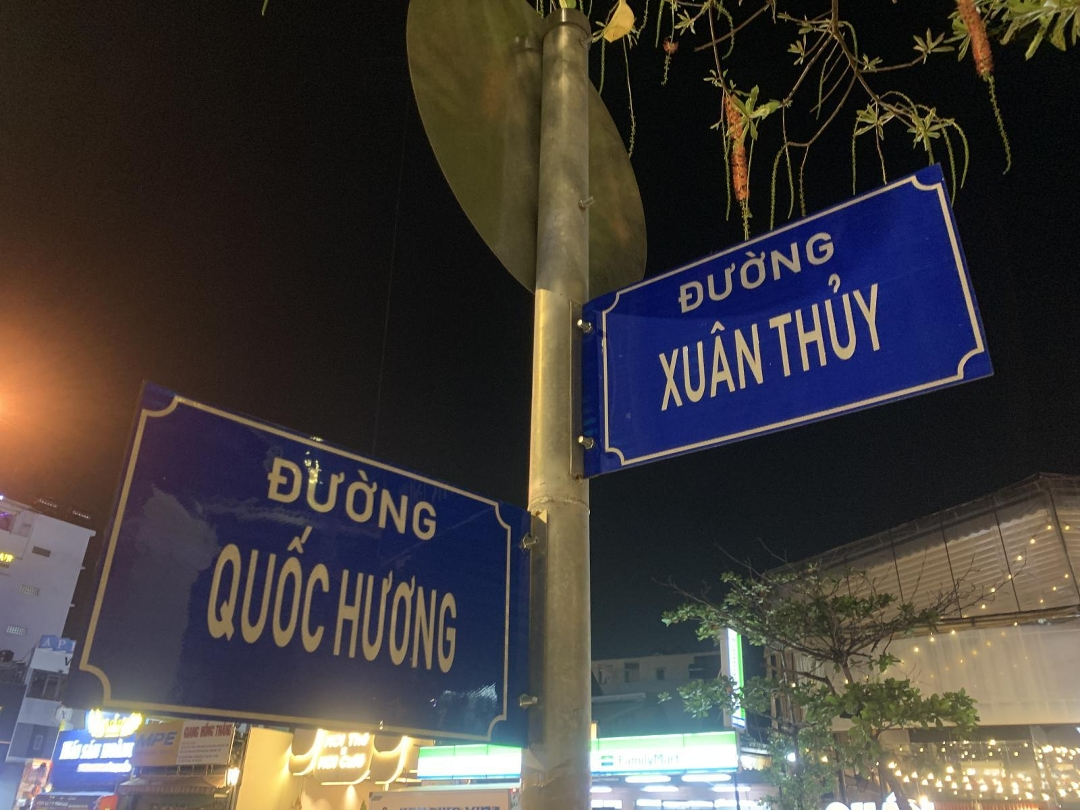 ĐƯỜNG
XUÂN THỦY
ĐƯỜNG
QUỐC HƯƠNG
FamilyMart